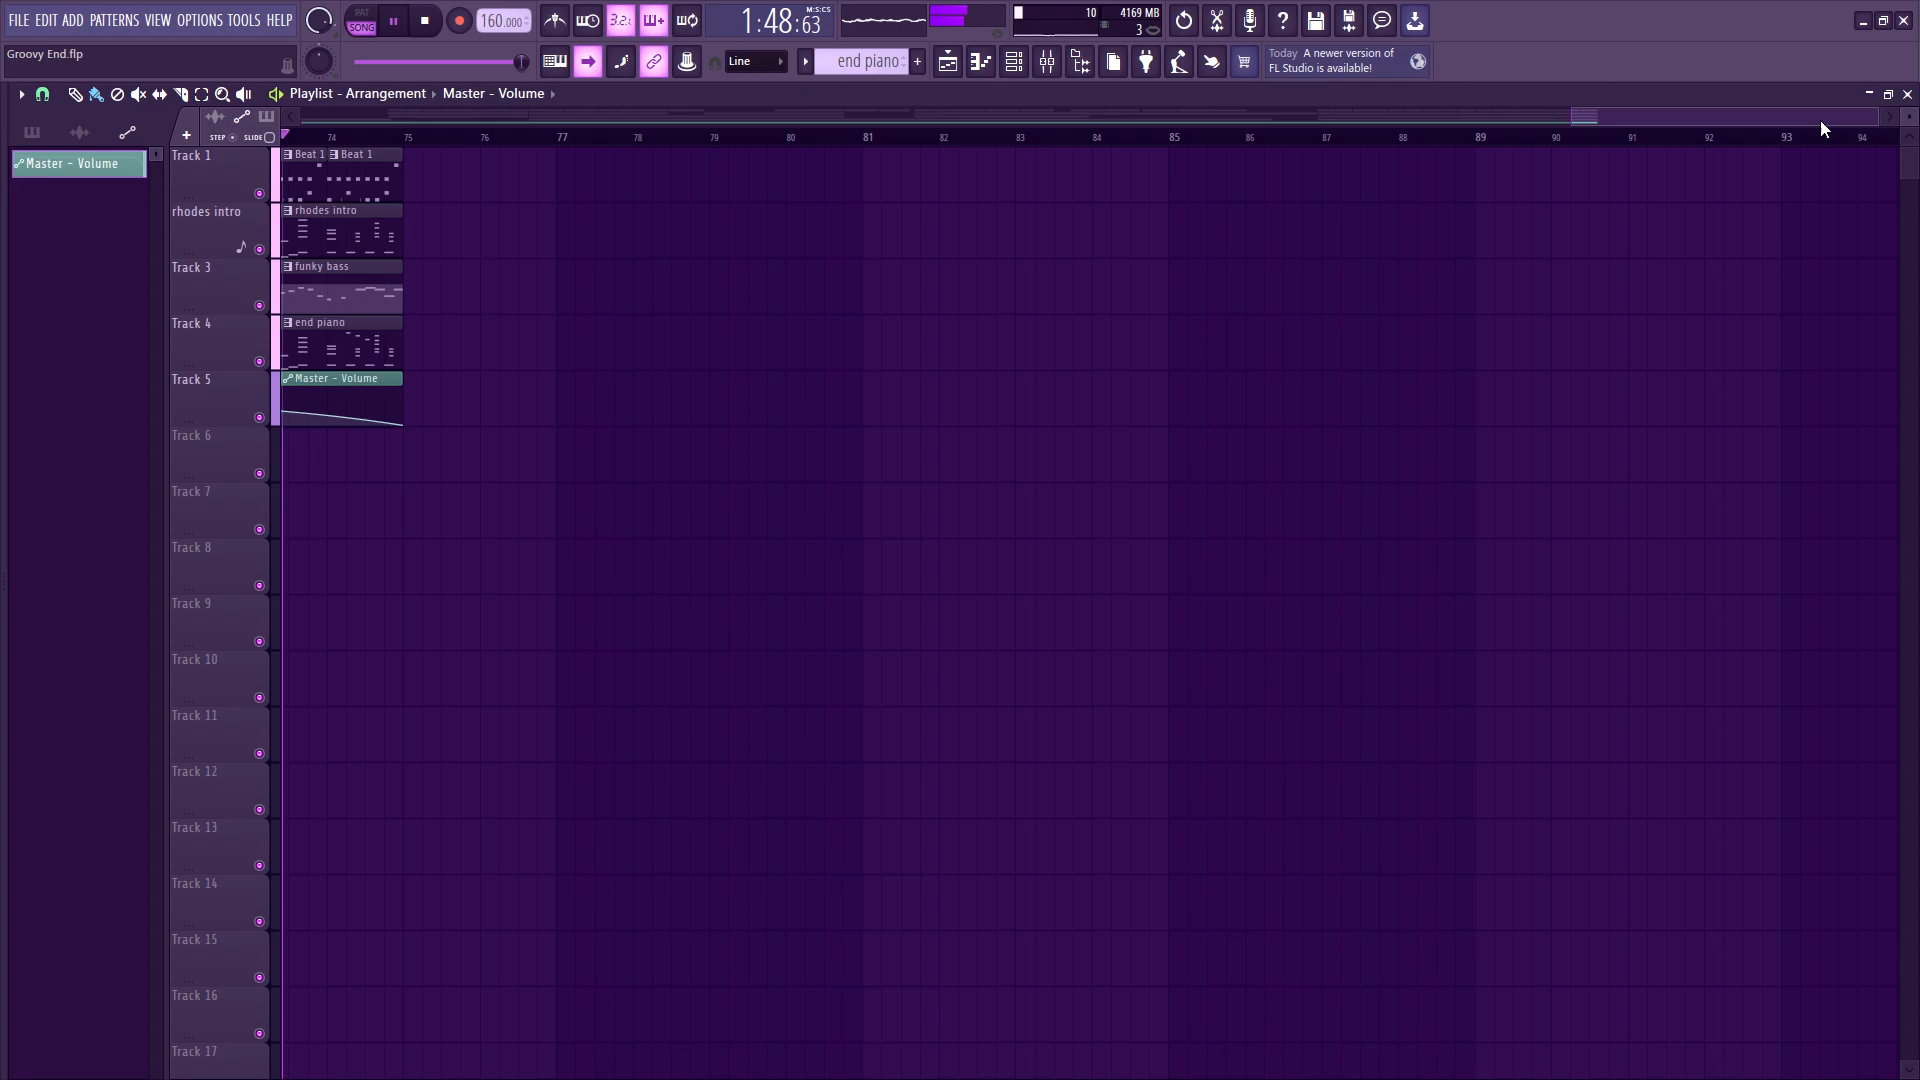 FILE EDIT ADD PATTERNS VIEW OPTIONS TOOLS HELP
PAT
SONG
160.000
3.2.
1:48:63
M:S:CS
10
4169 MB
3
Groovy End.flp
Line
end piano
Today A newer version of
FL Studio is available!
Playlist - Arrangement
Master - Volume
STEP
SLIDE
74 75 76 77 78 79 80 81 82 83 84 85 86 87 88 89 90 91 92 93 94
Master - Volume
Track 1
Beat 1
Beat 1
rhodes intro
rhodes intro
Track 3
funky bass
Track 4
end piano
Track 5
Master - Volume
Track 6
Track 7
Track 8
Track 9
Track 10
Track 11
Track 12
Track 13
Track 14
Track 15
Track 16
Track 17